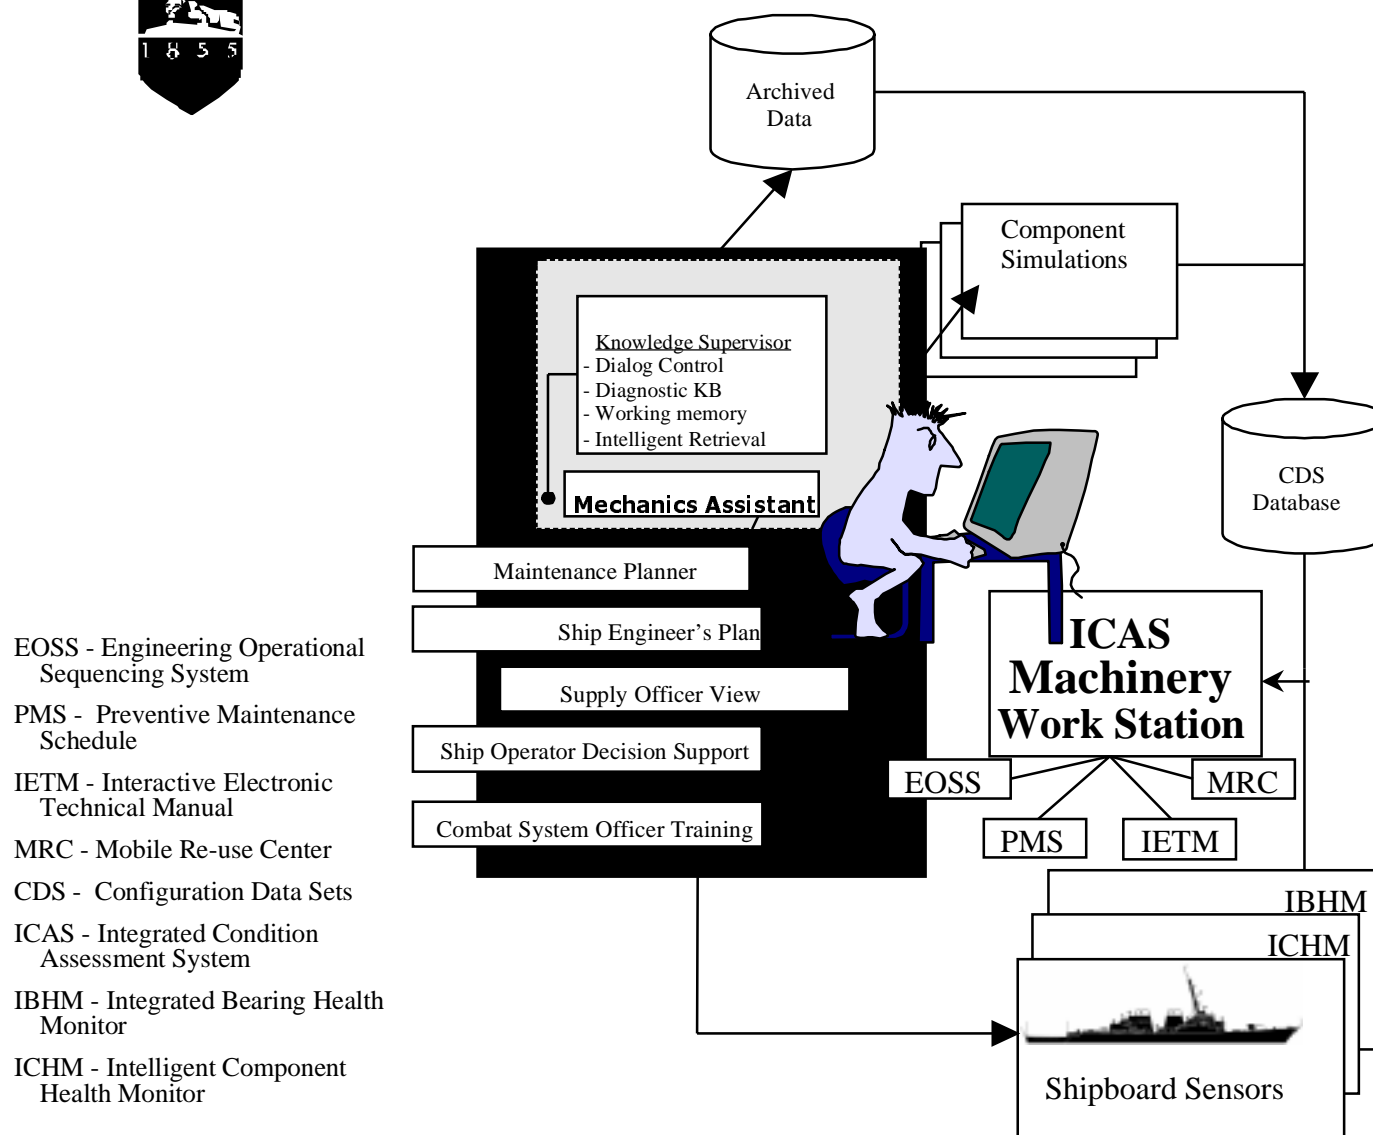 1 8 5 5
Archived
Data
Component
Simulations
Knowledge Supervisor
- Dialog Control
- Diagnostic KB
- Working memory
- Intelligent Retrieval
Mechanics Assistant
CDS
Database
Maintenance Planner
Ship Engineer’s Plan
Supply Officer View
Ship Operator Decision Support
Combat System Officer Training
ICAS
Machinery
Work Station
EOSS
MRC
PMS
IETM
IBHM
ICHM
Shipboard Sensors
EOSS - Engineering Operational
Sequencing System
PMS - Preventive Maintenance
Schedule
IETM - Interactive Electronic
Technical Manual
MRC - Mobile Re-use Center
CDS - Configuration Data Sets
ICAS - Integrated Condition
Assessment System
IBHM - Integrated Bearing Health
Monitor
ICHM - Intelligent Component
Health Monitor